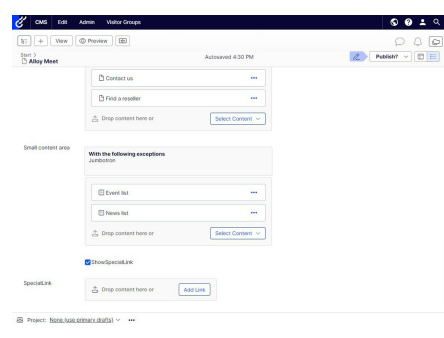 CMS Edit Admin Visitor Groups
View Preview
Start >
Alloy Meet
Autosaved 4:30 PM
Publish?
Contact us
Find a reseller
Drop content here or Select Content
Small content area
With the following exceptions
Jumbotron
Event list
News list
Drop content here or Select Content
ShowSpecialLink
SpecialLink
Drop content here or Add Link
Project: None (use primary drafts)